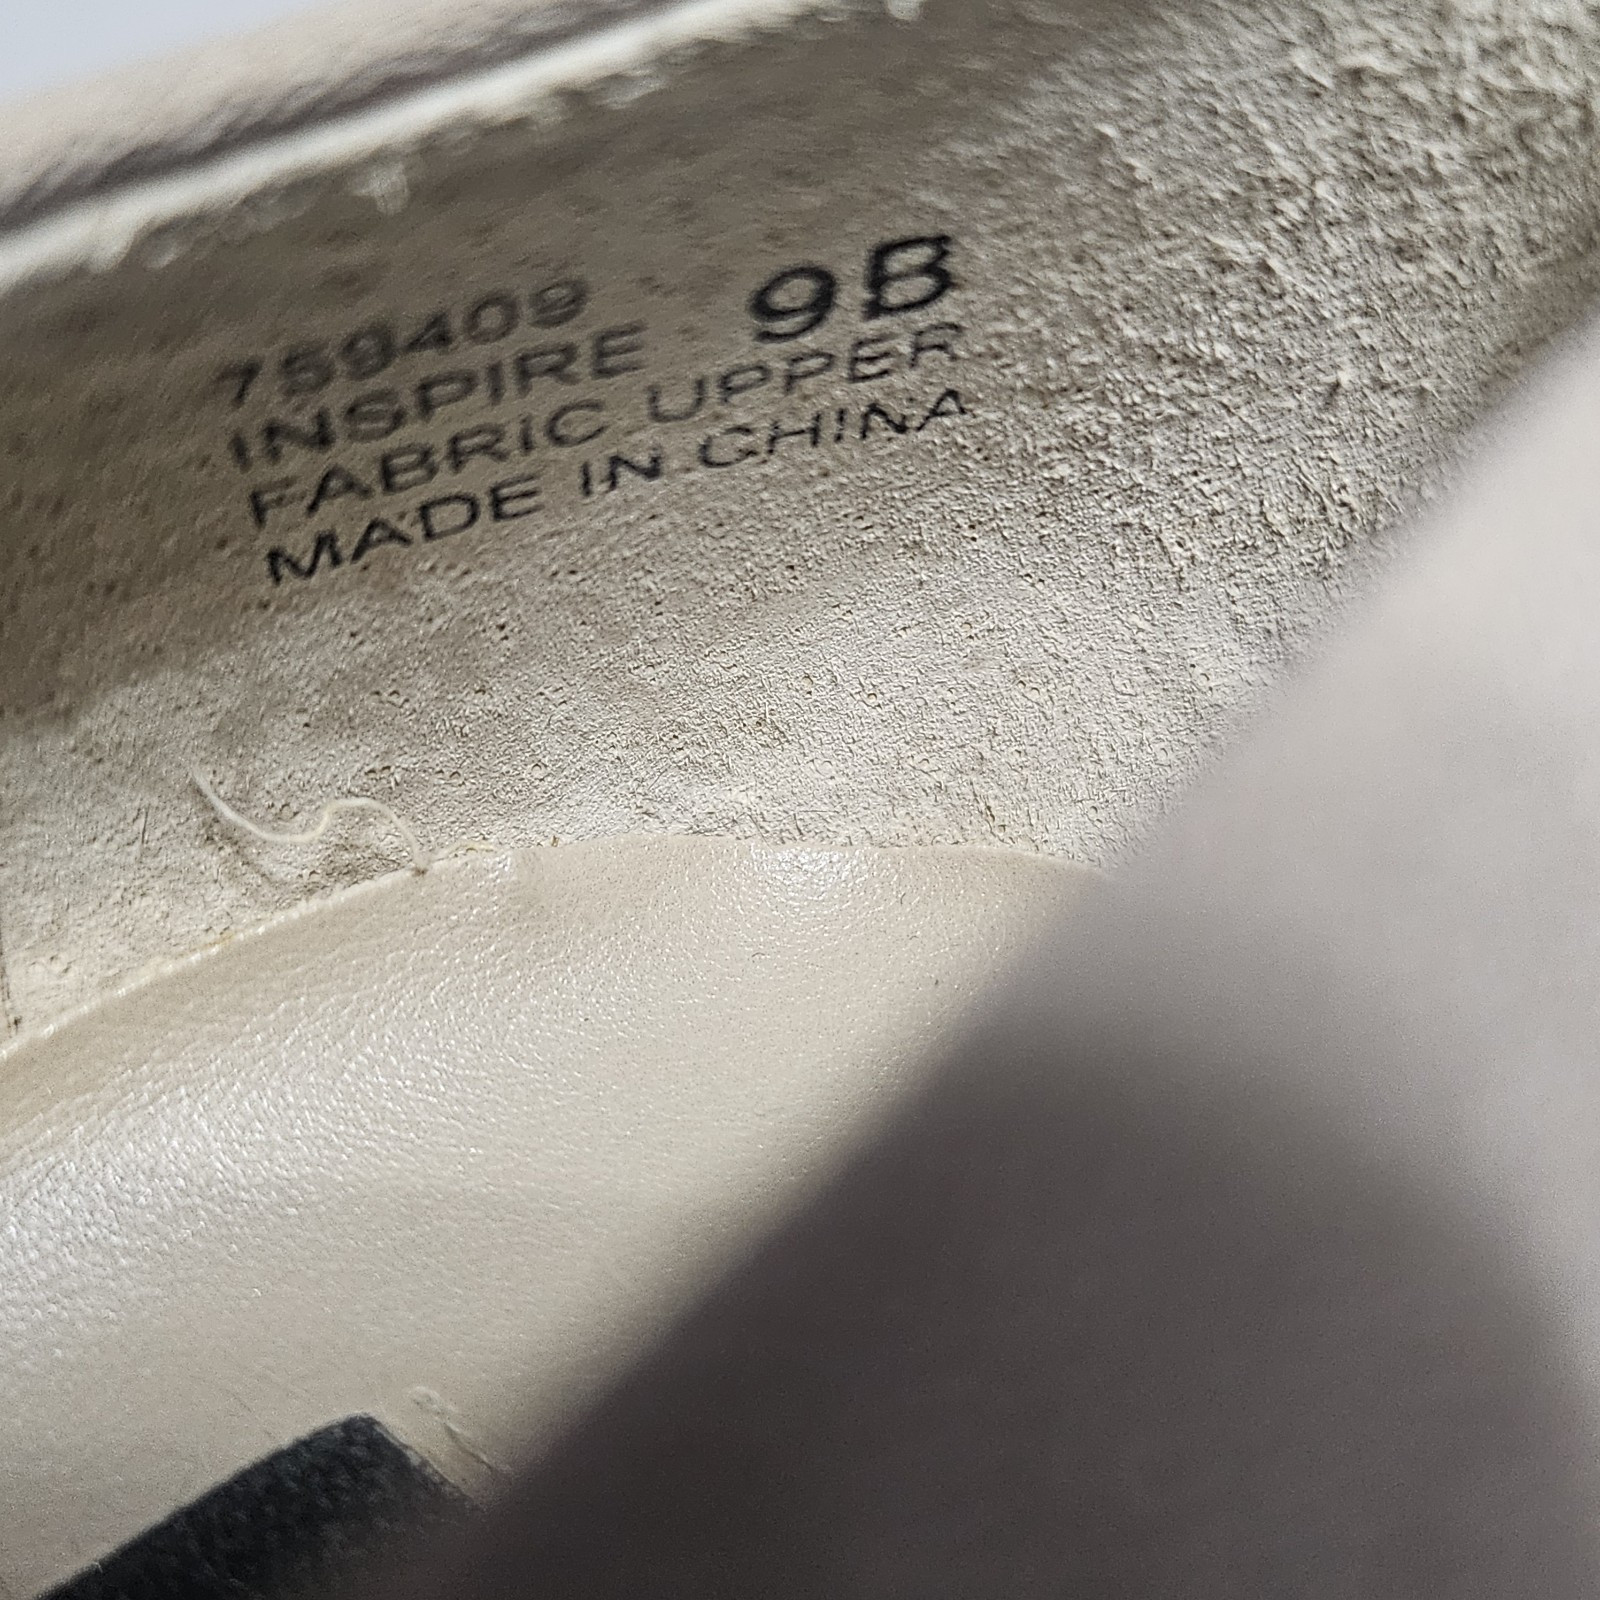 759409 9B
INSPIRE
FABRIC UPPER
MADE IN CHINA